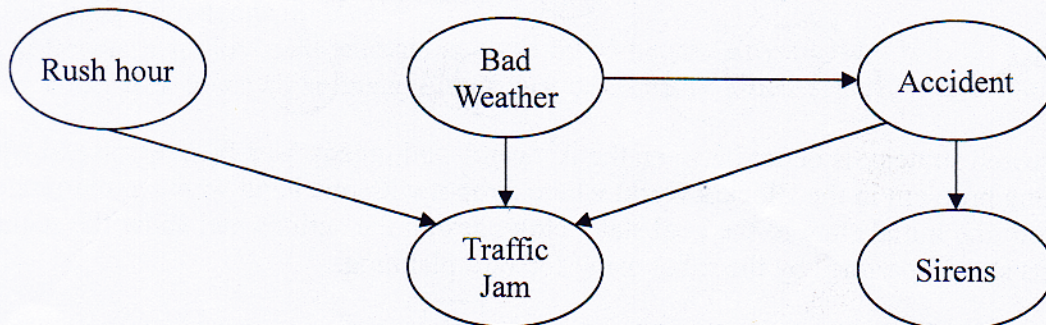 Rush hour
Bad
Weather
Accident
Traffic
Jam
Sirens